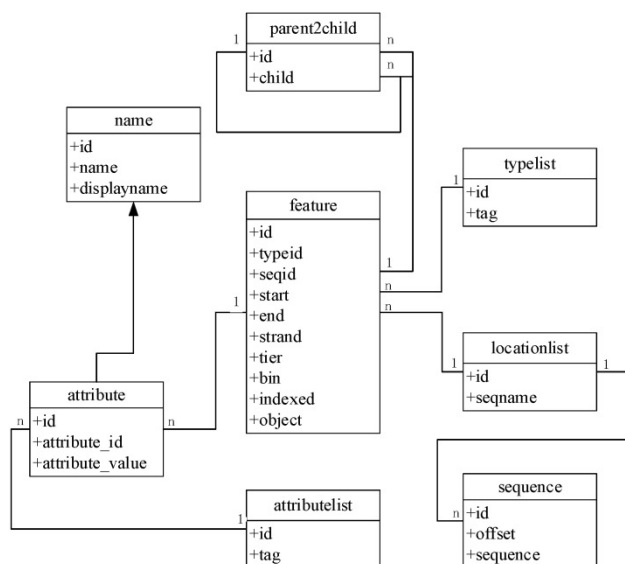 parent2child
1
n
+id
n
+child
name
+id
+name
+displayname
typelist
1
+id
+tag
feature
+id
+typeid
+seqid
1
+start
n
+end
n
+strand
+tier
+bin
+indexed
+object
1
locationlist
1
1
+id
+seqname
attribute
n
+id
n
+attribute_id
+attribute_value
attributelist
1
+id
+tag
sequence
n
+id
+offset
+sequence